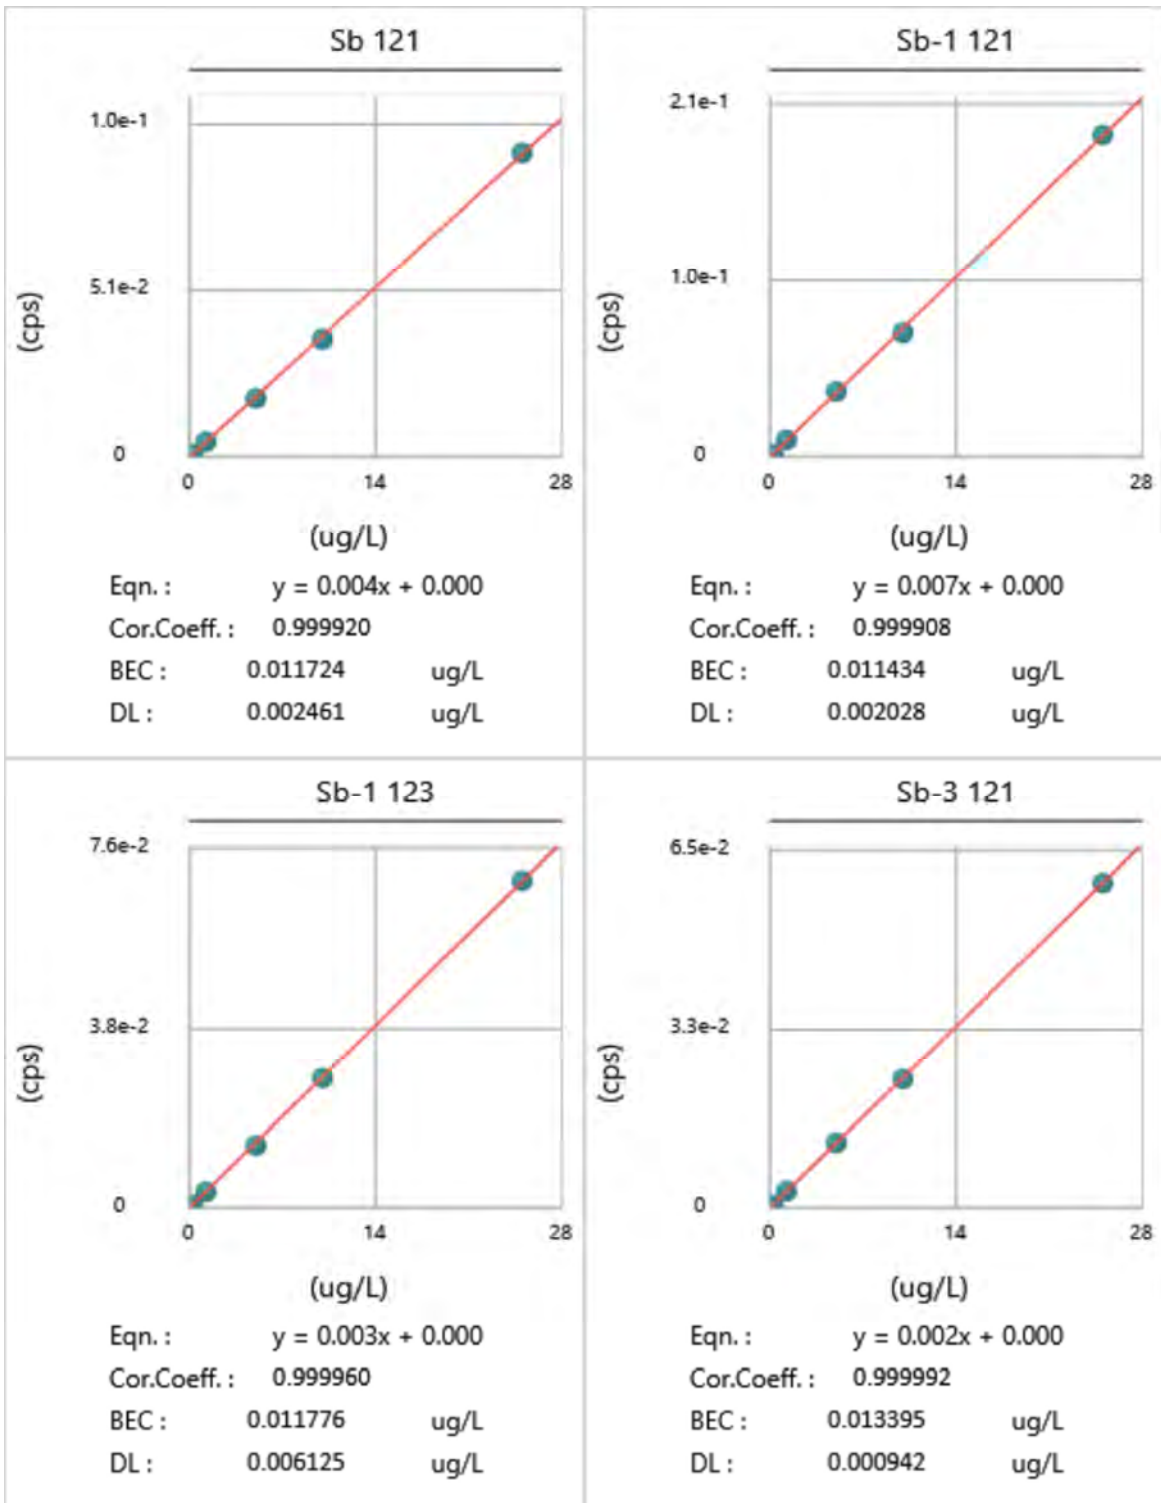 Sb 121
1.0e-1
5.1e-2
0
(cps)
0 14 28
(ug/L)
Eqn. : y = 0.004x + 0.000
Cor.Coeff. : 0.999920
BEC : 0.011724 ug/L
DL : 0.002461 ug/L
Sb-1 121
2.1e-1
1.0e-1
0
(cps)
0 14 28
(ug/L)
Eqn. : y = 0.007x + 0.000
Cor.Coeff. : 0.999908
BEC : 0.011434 ug/L
DL : 0.002028 ug/L
Sb-1 123
7.6e-2
3.8e-2
0
(cps)
0 14 28
(ug/L)
Eqn. : y = 0.003x + 0.000
Cor.Coeff. : 0.999960
BEC : 0.011776 ug/L
DL : 0.006125 ug/L
Sb-3 121
6.5e-2
3.3e-2
0
(cps)
0 14 28
(ug/L)
Eqn. : y = 0.002x + 0.000
Cor.Coeff. : 0.999992
BEC : 0.013395 ug/L
DL : 0.000942 ug/L